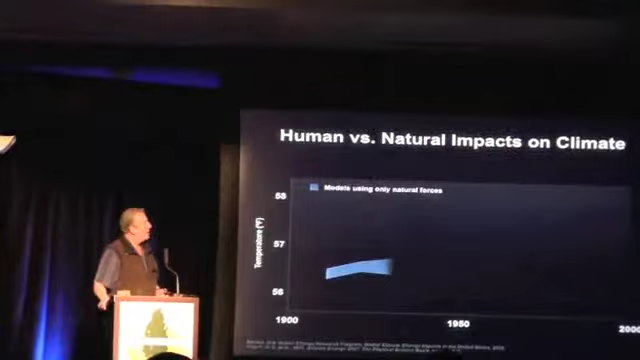 Human vs. Natural Impacts on Climate
Models using only natural forces
58
57
56
Temperature (°F)
1900
1950
2000